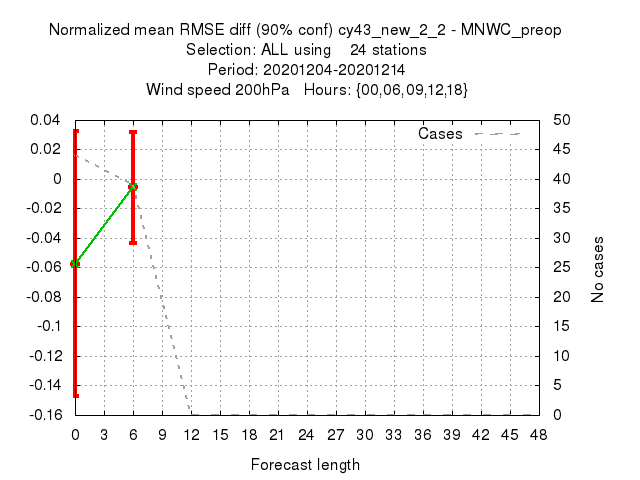 Normalized mean RMSE diff (90% conf) cy43_new_2_2 - MNWC_preop
Selection: ALL using 24 stations
Period: 20201204-20201214
Wind speed 200hPa Hours: {00,06,09,12,18}
Cases
0.04
0.02
0
-0.02
-0.04
-0.06
-0.08
-0.1
-0.12
-0.14
-0.16
50
45
40
35
30
25
20
15
10
5
0
No cases
0 3 6 9 12 15 18 21 24 27 30 33 36 39 42 45 48
Forecast length